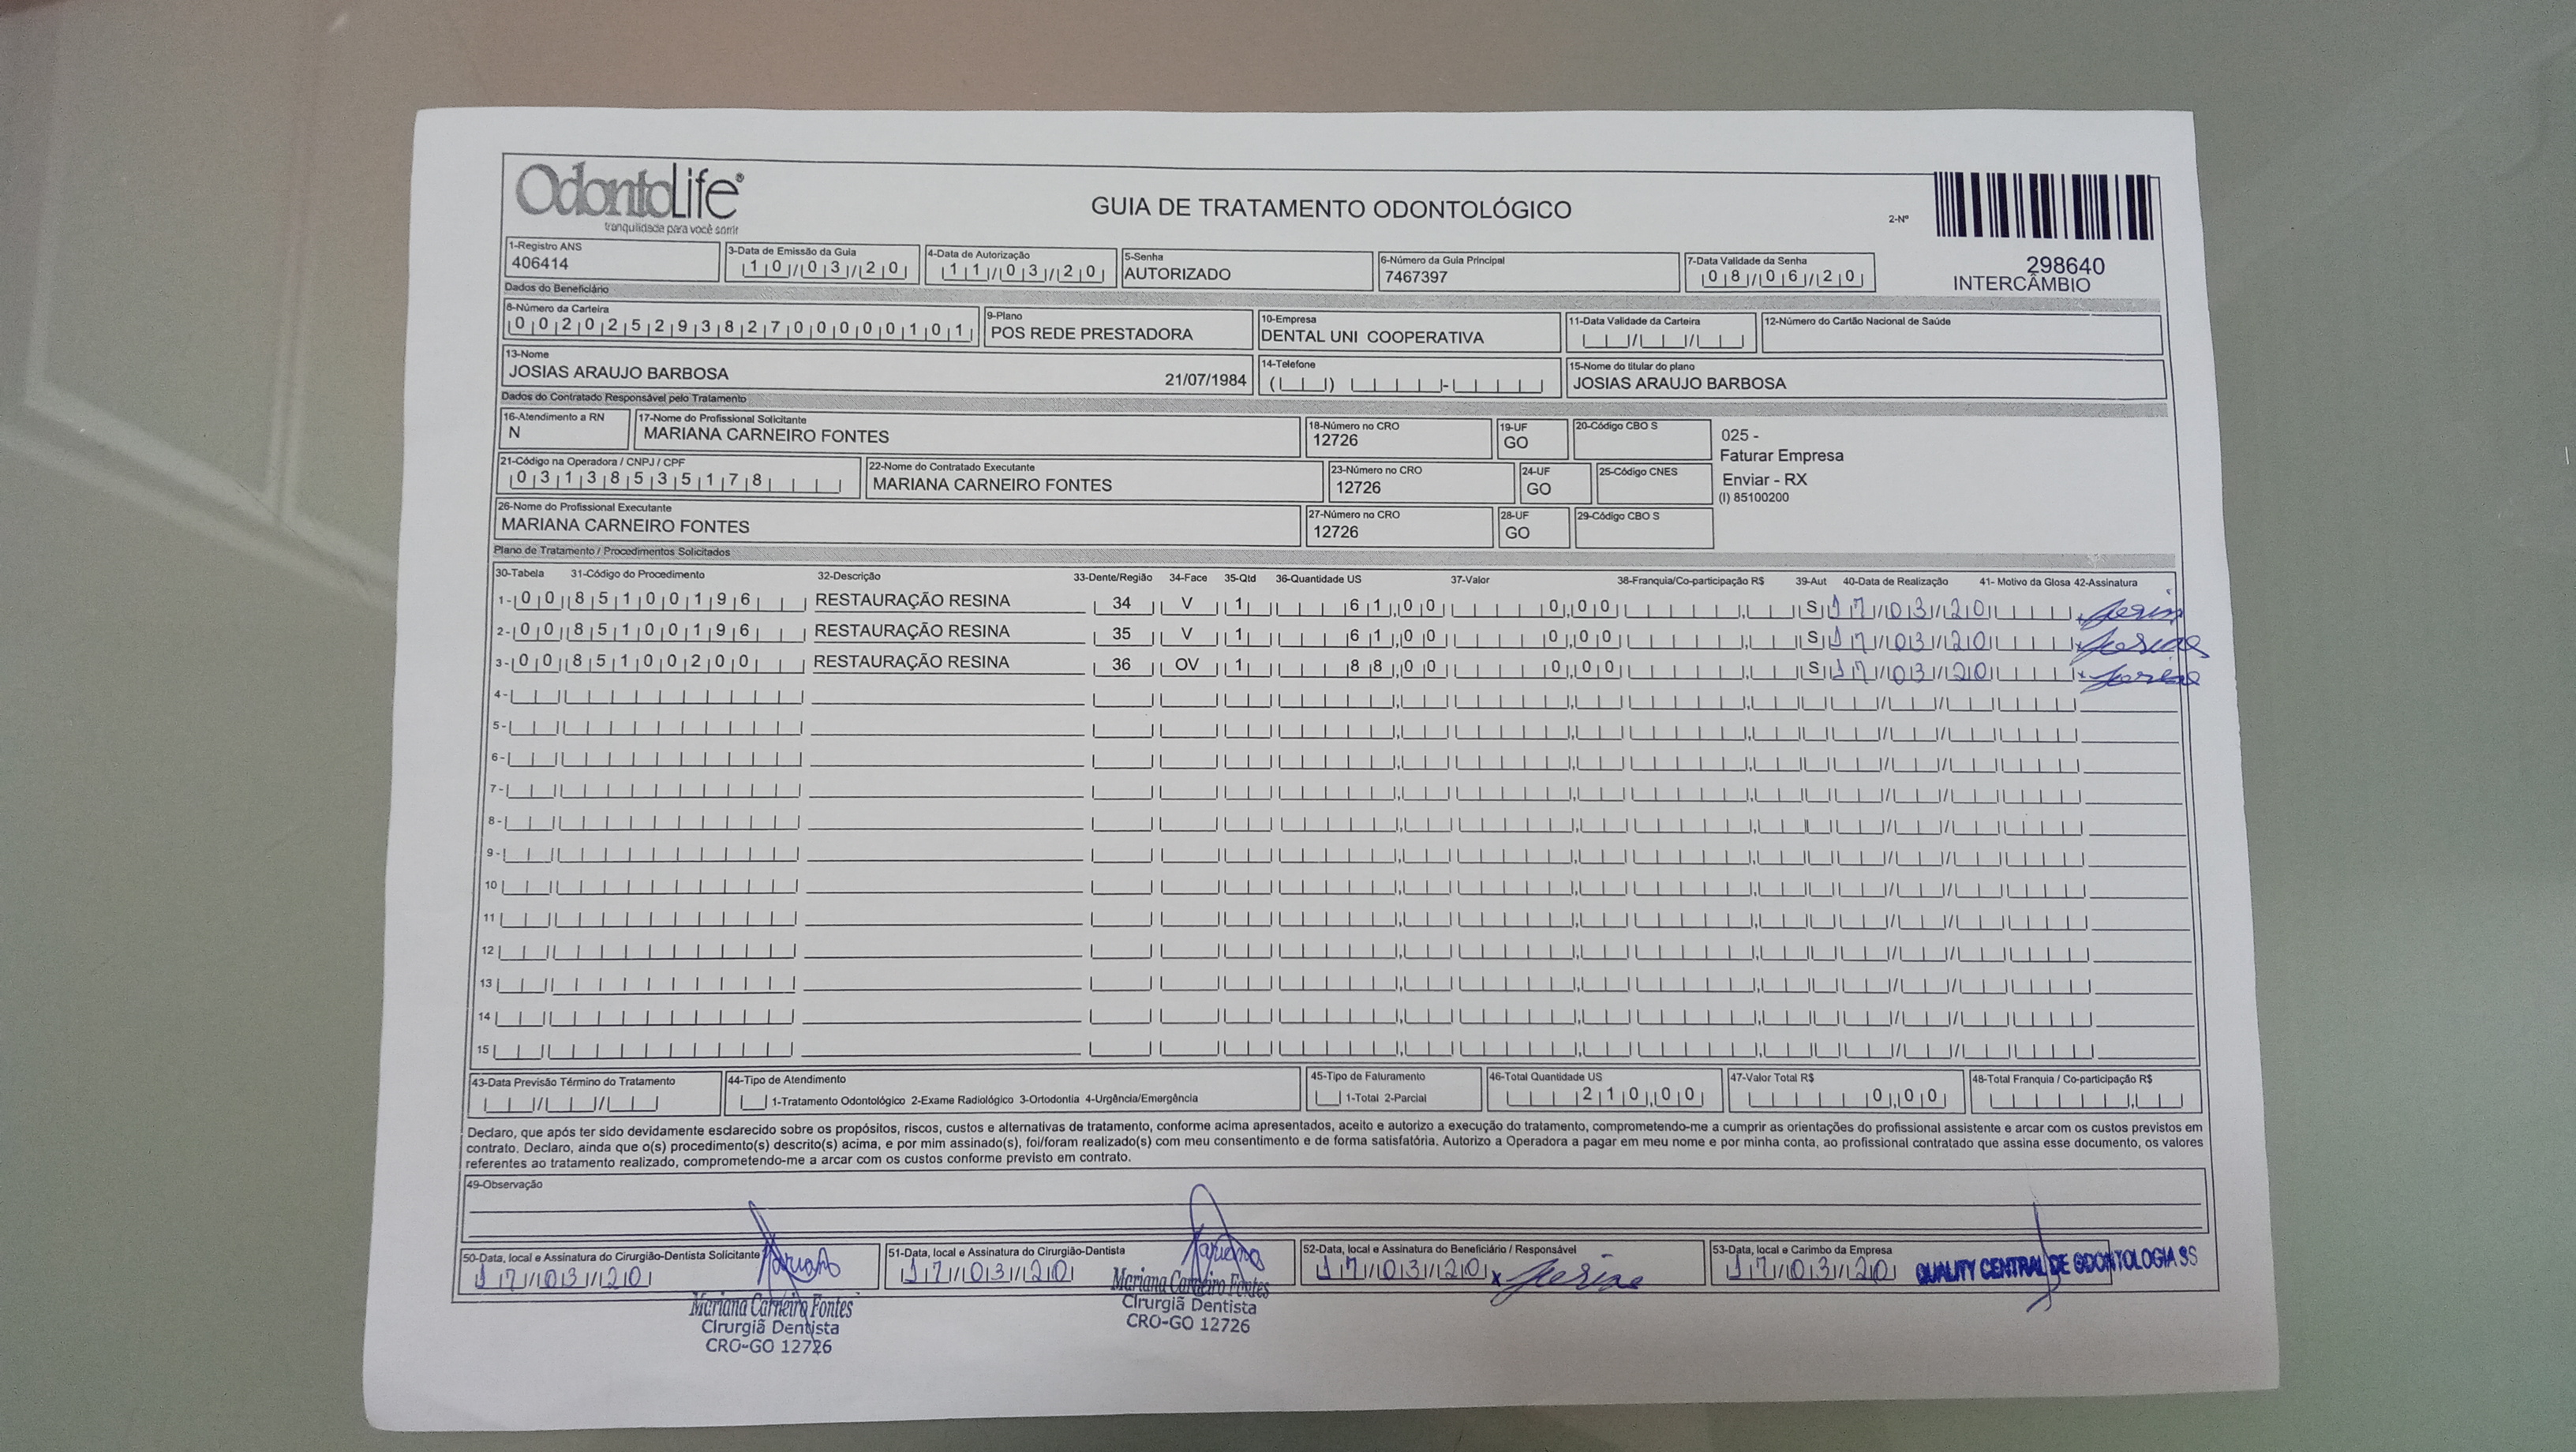 OdontoLife®
tranquilidade para você sorrir
GUIA DE TRATAMENTO ODONTOLÓGICO
2-Nº
298640
INTERCÂMBIO
1-Registro ANS
406414
3-Data de Emissão da Guia
10/03/20
4-Data de Autorização
11/03/20
5-Senha
AUTORIZADO
6-Número da Guia Principal
7467397
7-Data Validade da Senha
08/06/20
Dados do Beneficiário
8-Número da Carteira
00202529382700000101
9-Plano
POS REDE PRESTADORA
10-Empresa
DENTAL UNI COOPERATIVA
11-Data Validade da Carteira
12-Número do Cartão Nacional de Saúde
13-Nome
JOSIAS ARAUJO BARBOSA 21/07/1984
14-Telefone
15-Nome do titular do plano
JOSIAS ARAUJO BARBOSA
Dados do Contratado Responsável pelo Tratamento
16-Atendimento a RN
N
17-Nome do Profissional Solicitante
MARIANA CARNEIRO FONTES
18-Número no CRO
12726
19-UF
GO
20-Código CBO S
025 -
Faturar Empresa
Enviar - RX
(I) 85100200
21-Código na Operadora / CNPJ / CPF
03138535178
22-Nome do Contratado Executante
MARIANA CARNEIRO FONTES
23-Número no CRO
12726
24-UF
GO
25-Código CNES
26-Nome do Profissional Executante
MARIANA CARNEIRO FONTES
27-Número no CRO
12726
28-UF
GO
29-Código CBO S
Plano de Tratamento / Procedimentos Solicitados
30-Tabela 31-Código do Procedimento 32-Descrição 33-Dente/Região 34-Face 35-Qtd 36-Quantidade US 37-Valor 38-Franquia/Co-participação R$ 39-Aut 40-Data de Realização 41- Motivo da Glosa 42-Assinatura
1- 00 85100196 RESTAURAÇÃO RESINA 34 V 1 61,00 0,00 S 17/03/20
2- 00 85100196 RESTAURAÇÃO RESINA 35 V 1 61,00 0,00 S 17/03/20
3- 00 85100200 RESTAURAÇÃO RESINA 36 OV 1 88,00 0,00 S 17/03/20
4-
5-
6-
7-
8-
9-
10
11
12
13
14
15
43-Data Previsão Término do Tratamento
44-Tipo de Atendimento
1-Tratamento Odontológico 2-Exame Radiológico 3-Ortodontia 4-Urgência/Emergência
45-Tipo de Faturamento
1-Total 2-Parcial
46-Total Quantidade US
210,00
47-Valor Total R$
0,00
48-Total Franquia / Co-participação R$
Declaro, que após ter sido devidamente esclarecido sobre os propósitos, riscos, custos e alternativas de tratamento, conforme acima apresentados, aceito e autorizo a execução do tratamento, comprometendo-me a cumprir as orientações do profissional assistente e arcar com os custos previstos em
contrato. Declaro, ainda que o(s) procedimento(s) descrito(s) acima, e por mim assinado(s), foi/foram realizado(s) com meu consentimento e de forma satisfatória. Autorizo a Operadora a pagar em meu nome e por minha conta, ao profissional contratado que assina esse documento, os valores
referentes ao tratamento realizado, comprometendo-me a arcar com os custos conforme previsto em contrato.
49-Observação
50-Data, local e Assinatura do Cirurgião-Dentista Solicitante
17/03/20
Mariana Carneiro Fontes
Cirurgiã Dentista
CRO-GO 12726
51-Data, local e Assinatura do Cirurgião-Dentista
17/03/20
Mariana Carneiro Fontes
Cirurgiã Dentista
CRO-GO 12726
52-Data, local e Assinatura do Beneficiário / Responsável
17/03/20
53-Data, local e Carimbo da Empresa
17/03/20
QUALITY CENTRAL DE ODONTOLOGIA SS